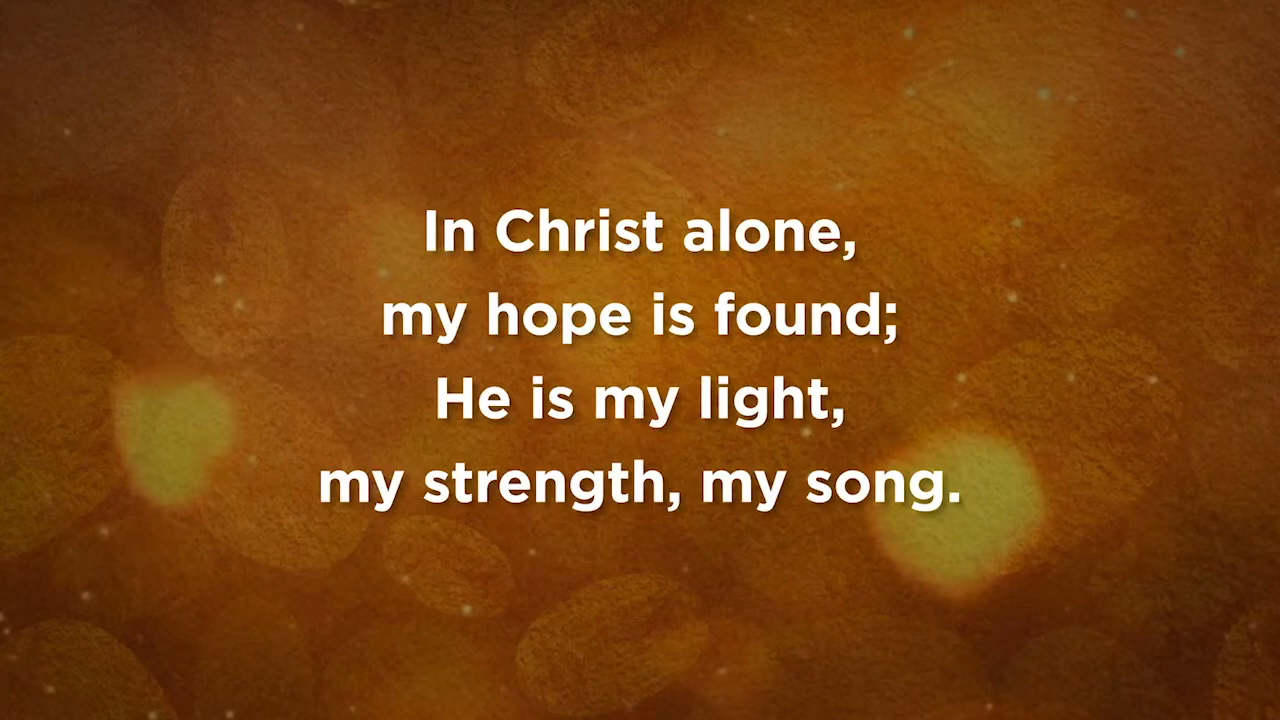 In Christ alone,
my hope is found;
He is my light,
my strength, my song.